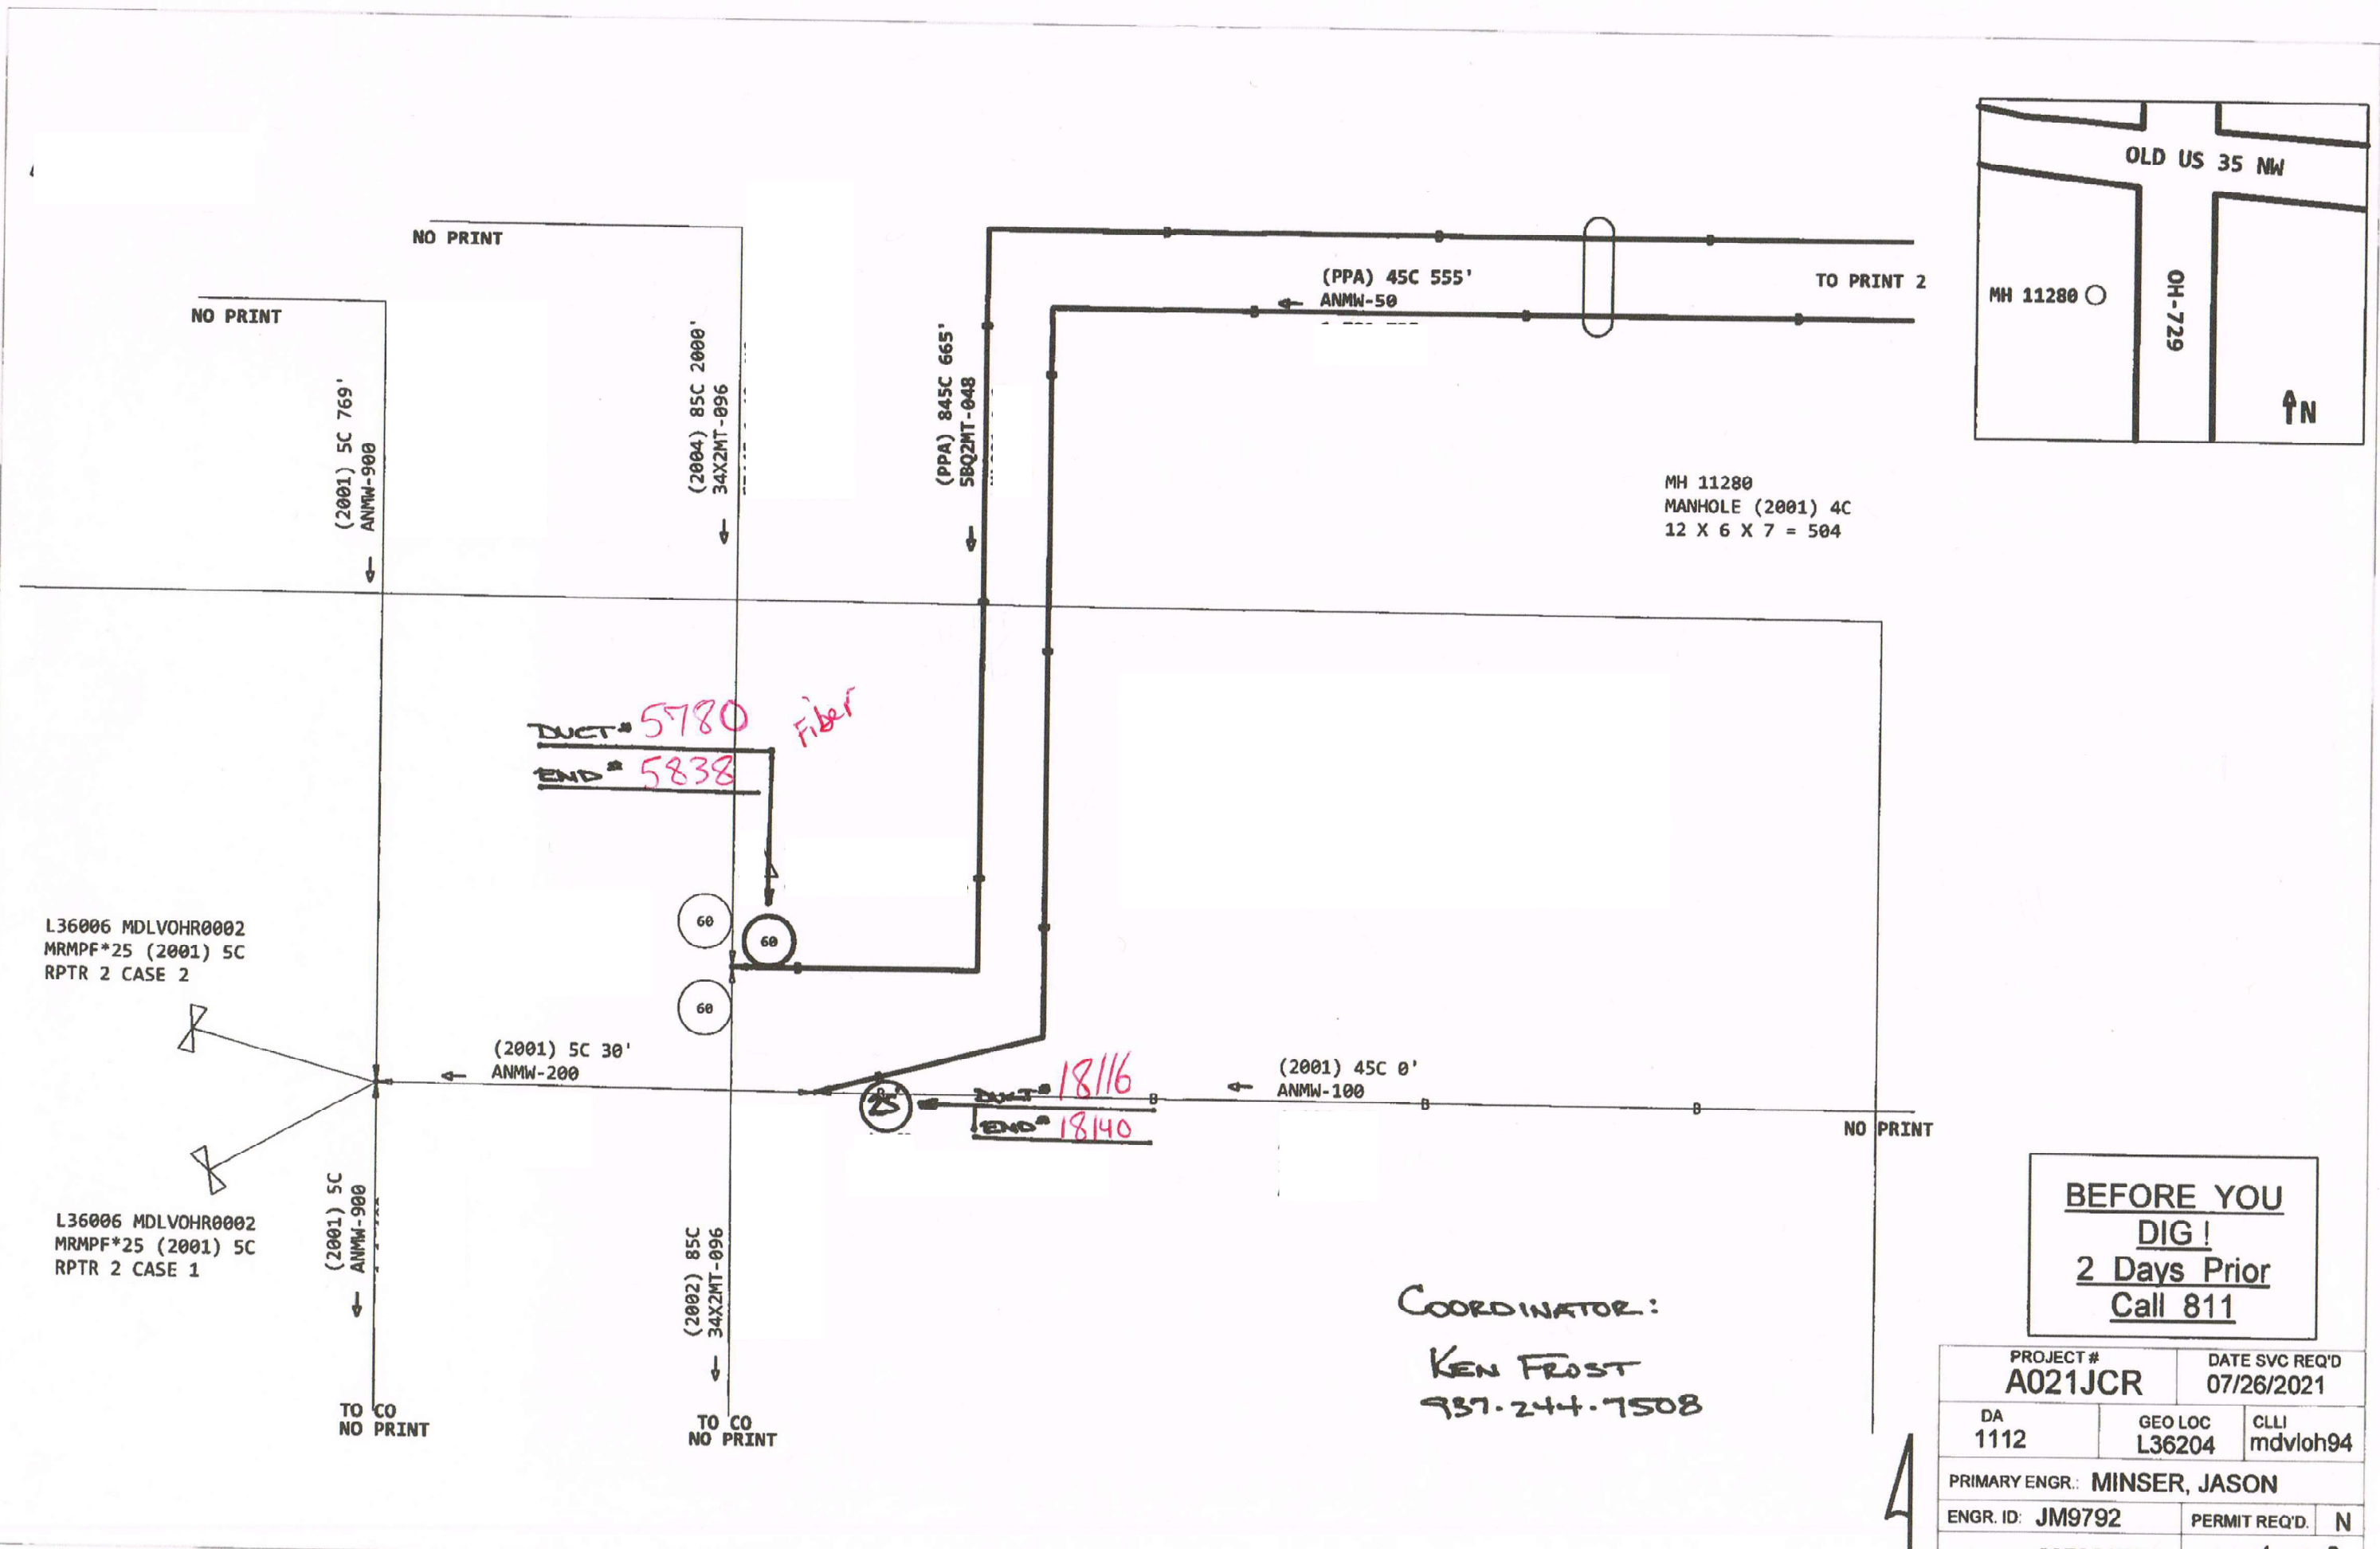 OLD US 35 NW
MH 11280
OH-729
N
NO PRINT
NO PRINT
(2001) 5C 769'
ANMW-900
(2004) 85C 2000'
34X2MT-096
(PPA) 845C 665'
5BQ2MT-048
(PPA) 45C 555'
ANMW-50
TO PRINT 2
MH 11280
MANHOLE (2001) 4C
12 X 6 X 7 = 504
DUCT# 5780
Fiber
END# 5838
60
60
60
L36006 MDLVOHR0002
MRMPF*25 (2001) 5C
RPTR 2 CASE 2
(2001) 5C 30'
ANMW-200
25'
DUCT# 18116
END# 18140
(2001) 45C 0'
ANMW-100
B
B
B
NO PRINT
L36006 MDLVOHR0002
MRMPF*25 (2001) 5C
RPTR 2 CASE 1
(2001) 5C
ANMW-900
(2002) 85C
34X2MT-096
TO CO
NO PRINT
TO CO
NO PRINT
COORDINATOR:
KEN FROST
937-244-7508
BEFORE YOU
DIG !
2 Days Prior
Call 811
PROJECT #
A021JCR
DATE SVC REQ'D
07/26/2021
DA
1112
GEO LOC
L36204
CLLI
mdvloh94
PRIMARY ENGR.: MINSER, JASON
ENGR. ID: JM9792
PERMIT REQ'D. N